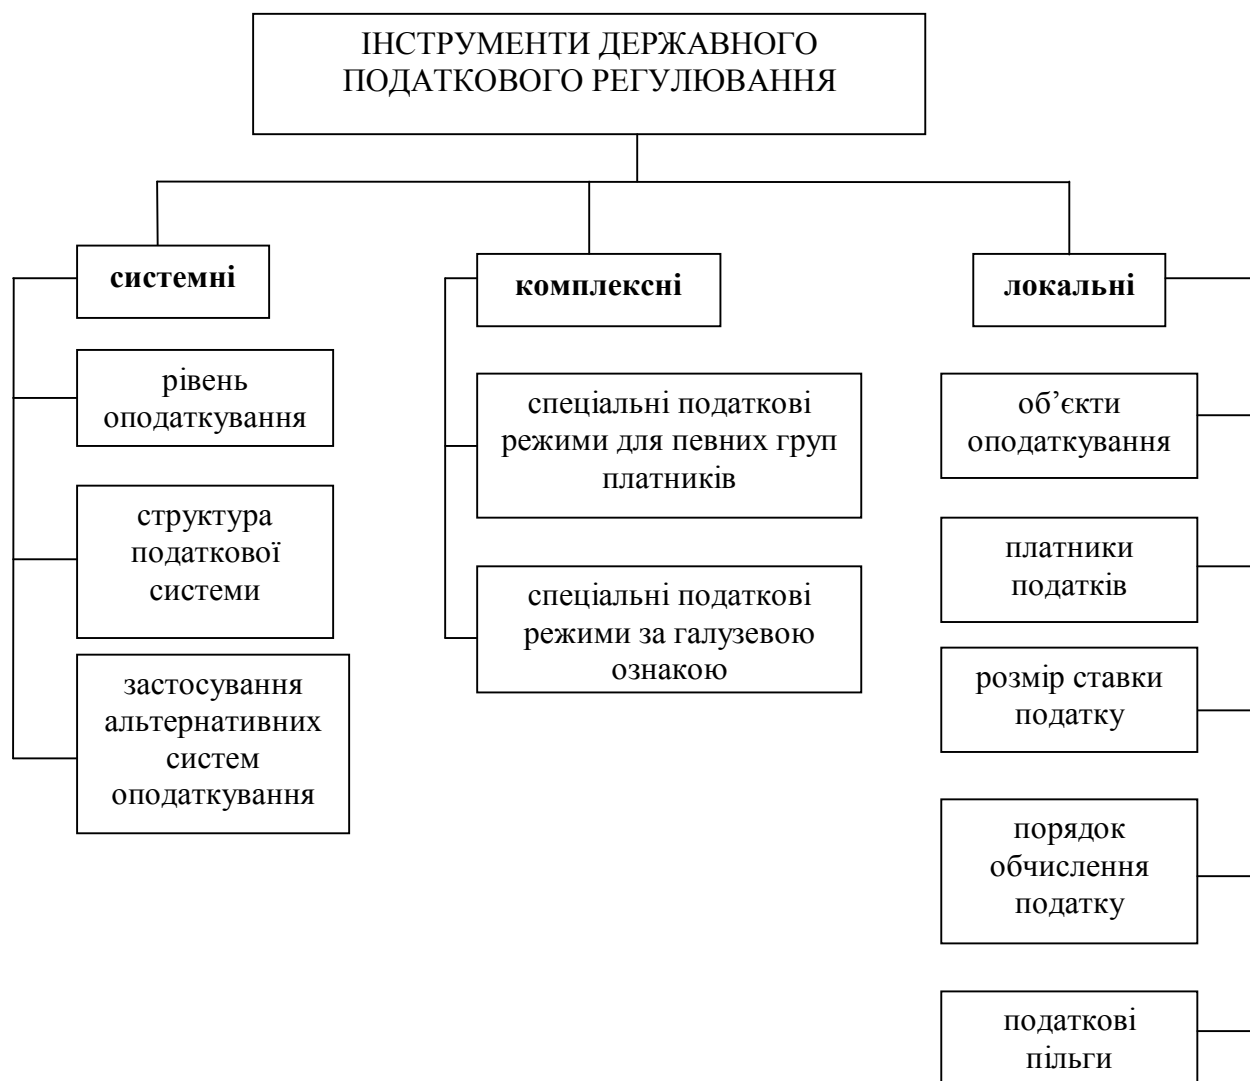 ІНСТРУМЕНТИ ДЕРЖАВНОГО
ПОДАТКОВОГО РЕГУЛЮВАННЯ
системні
рівень
оподаткування
структура
податкової
системи
застосування
альтернативних
систем
оподаткування
комплексні
спеціальні податкові
режими для певних груп
платників
спеціальні податкові
режими за галузевою
ознакою
локальні
об’єкти
оподаткування
платники
податків
розмір ставки
податку
порядок
обчислення
податку
податкові
пільги